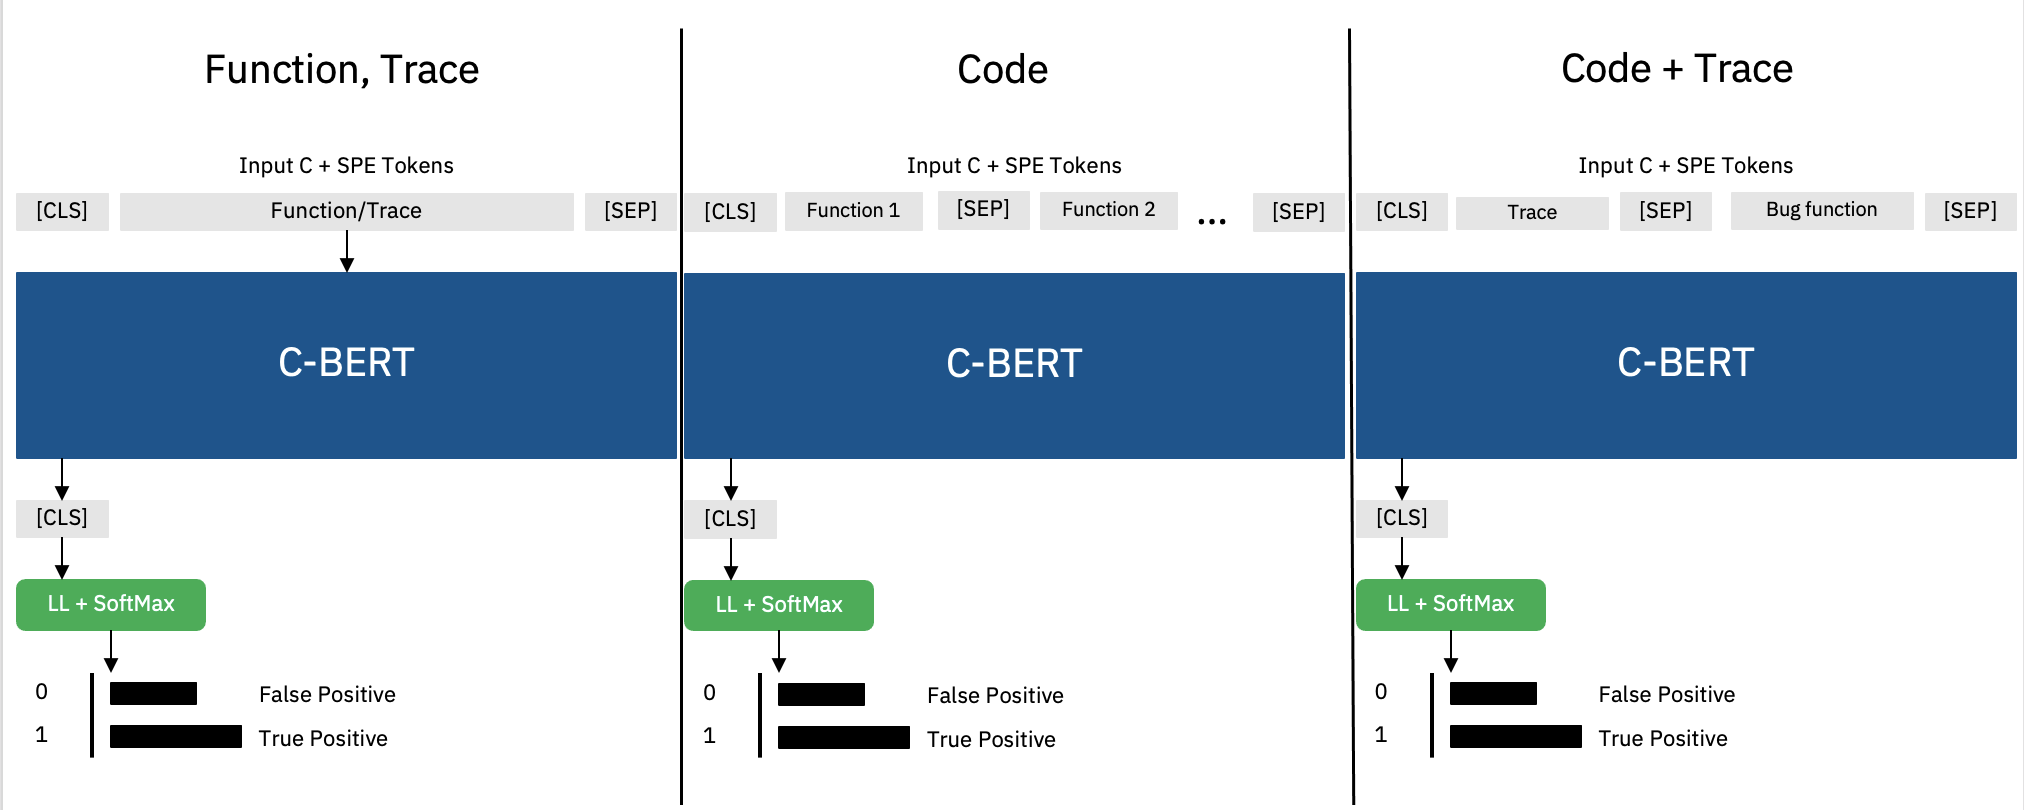 Function, Trace
Input C + SPE Tokens
[CLS] Function/Trace [SEP]
C-BERT
[CLS]
LL + SoftMax
0 False Positive
1 True Positive
Code
Input C + SPE Tokens
[CLS] Function 1 [SEP] Function 2 ... [SEP]
C-BERT
[CLS]
LL + SoftMax
0 False Positive
1 True Positive
Code + Trace
Input C + SPE Tokens
[CLS] Trace [SEP] Bug function [SEP]
C-BERT
[CLS]
LL + SoftMax
0 False Positive
1 True Positive